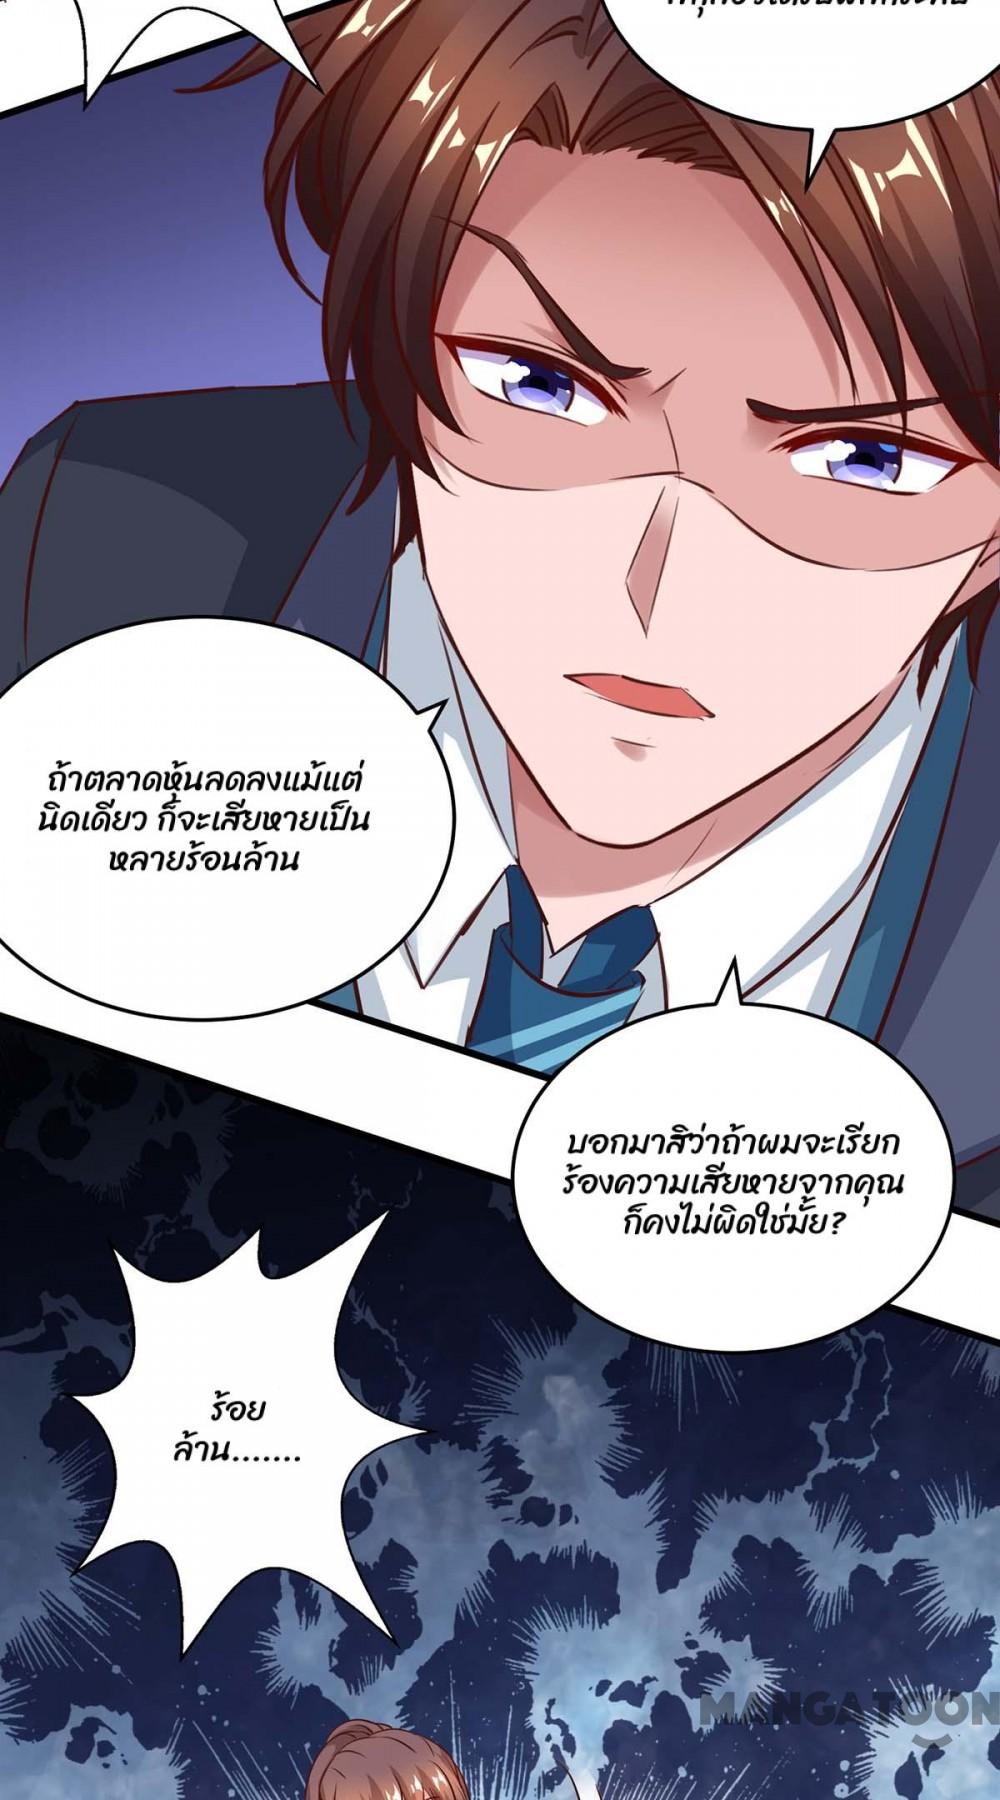 ถ้าตลาดหุ้นลดลงแม้แต่
นิดเดียว ก็จะเสียหายเป็น
หลายร้อนล้าน
บอกมาสิว่าถ้าผมจะเรียก
ร้องความเสียหายจากคุณ
ก็คงไม่ผิดใช่มั้ย?
ร้อย
ล้าน.......
MANGATOON